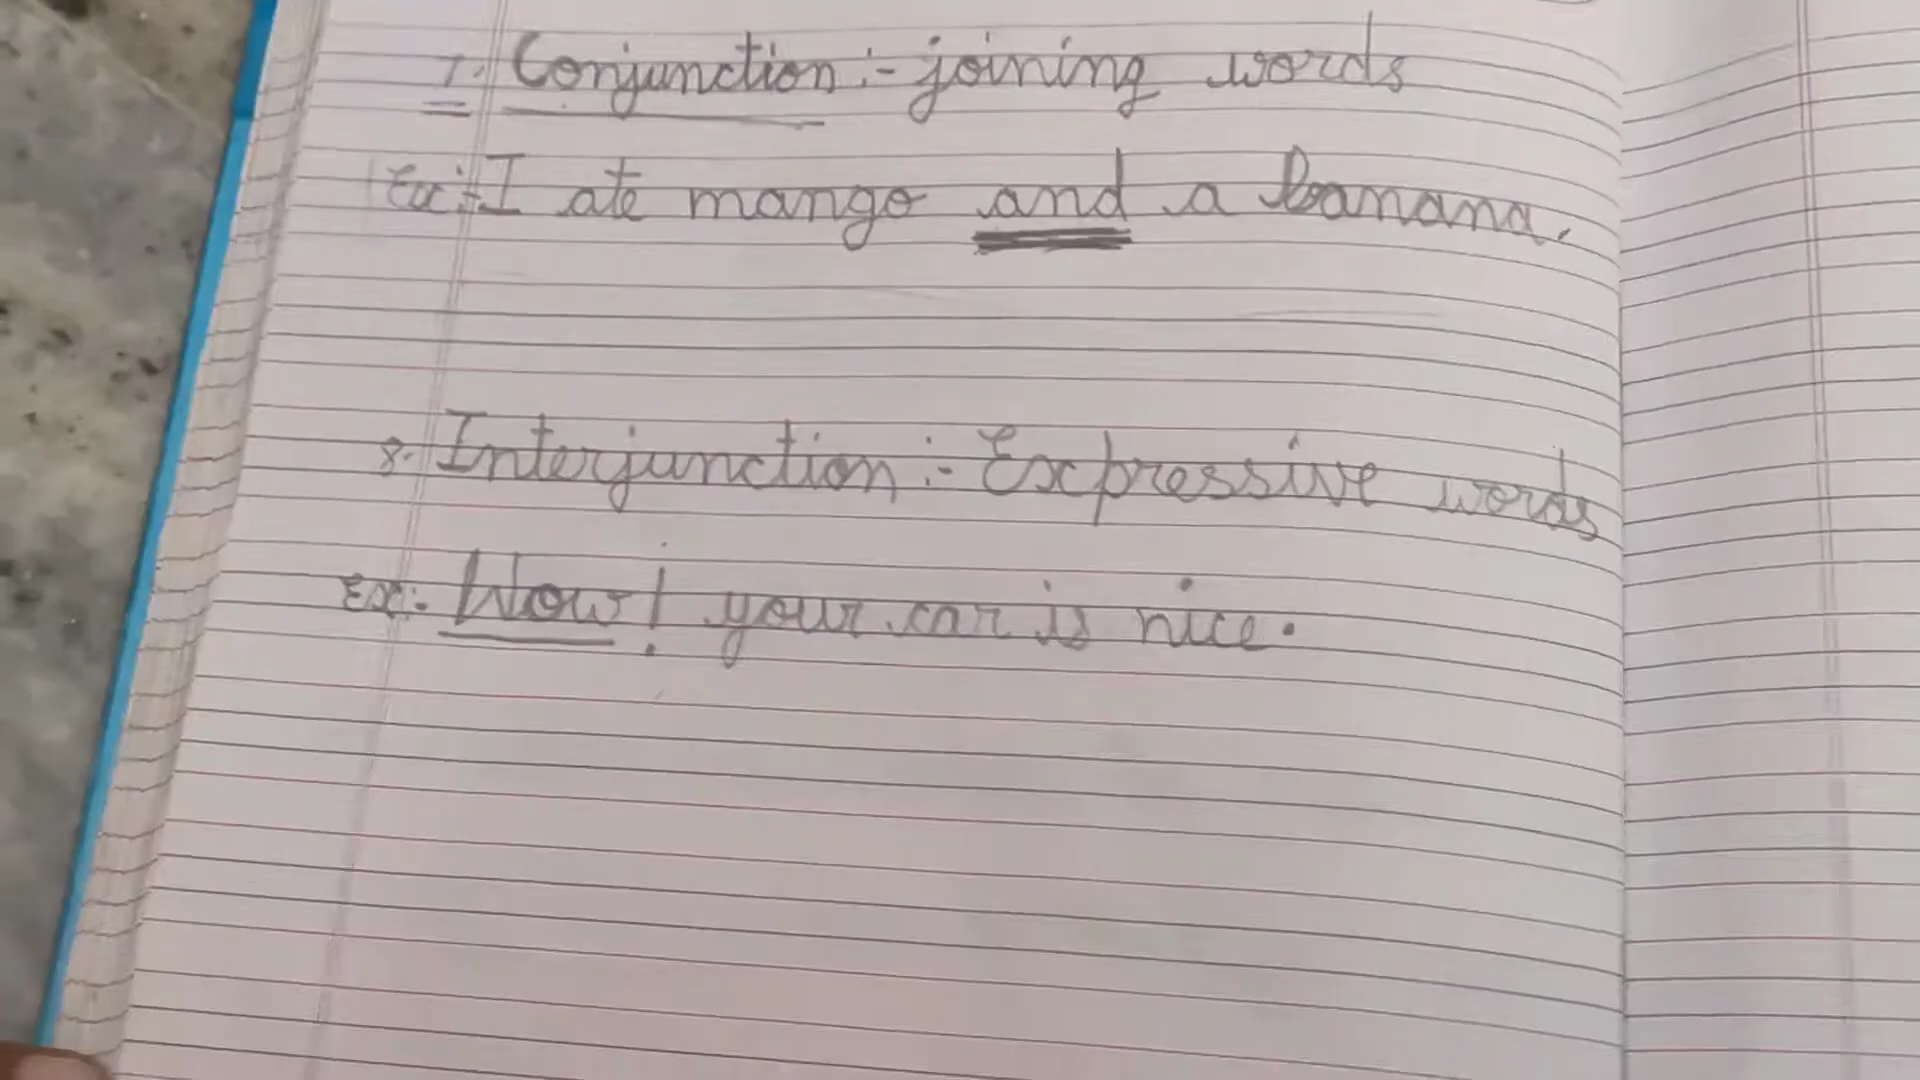 7. Conjunction :- joining words
Ex:- I ate mango and a banana.
8. Interjunction :- Expressive words
Ex:- Wow! your car is nice.